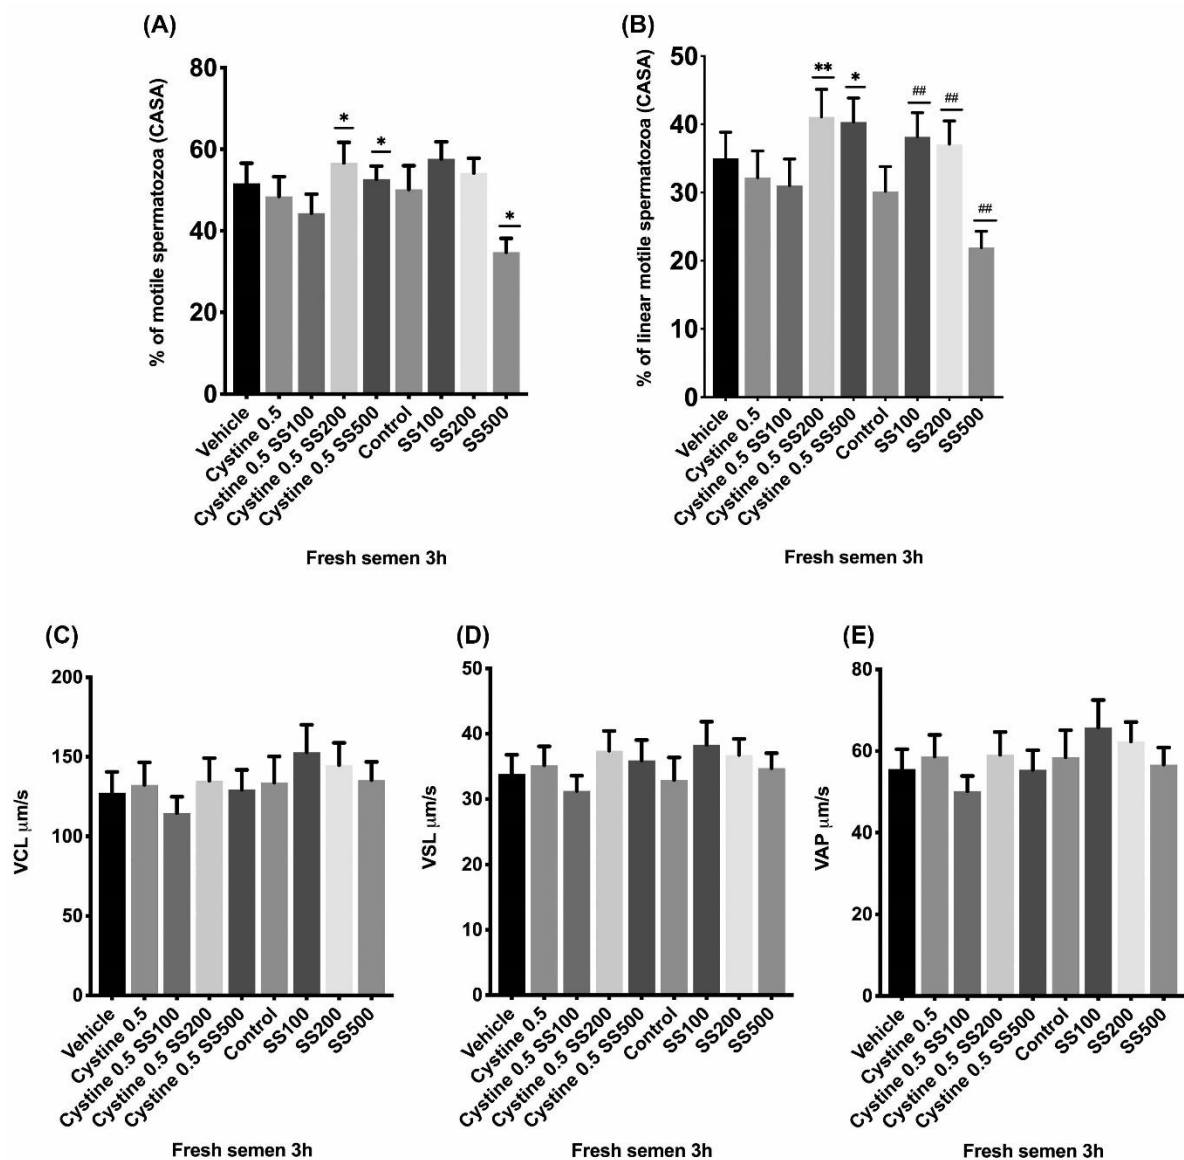 (A)
% of motile spermatozoa (CASA)
80
60
40
20
0
*
*
*
Vehicle
Cystine 0.5
Cystine 0.5 SS100
Cystine 0.5 SS200
Cystine 0.5 SS500
Control
SS100
SS200
SS500
Fresh semen 3h
(B)
% of linear motile spermatozoa (CASA)
50
40
30
20
10
0
**
*
##
##
##
Vehicle
Cystine 0.5
Cystine 0.5 SS100
Cystine 0.5 SS200
Cystine 0.5 SS500
Control
SS100
SS200
SS500
Fresh semen 3h
(C)
VCL μm/s
200
150
100
50
0
Vehicle
Cystine 0.5
Cystine 0.5 SS100
Cystine 0.5 SS200
Cystine 0.5 SS500
Control
SS100
SS200
SS500
Fresh semen 3h
(D)
VSL μm/s
50
40
30
20
10
0
Vehicle
Cystine 0.5
Cystine 0.5 SS100
Cystine 0.5 SS200
Cystine 0.5 SS500
Control
SS100
SS200
SS500
Fresh semen 3h
(E)
VAP μm/s
80
60
40
20
0
Vehicle
Cystine 0.5
Cystine 0.5 SS100
Cystine 0.5 SS200
Cystine 0.5 SS500
Control
SS100
SS200
SS500
Fresh semen 3h